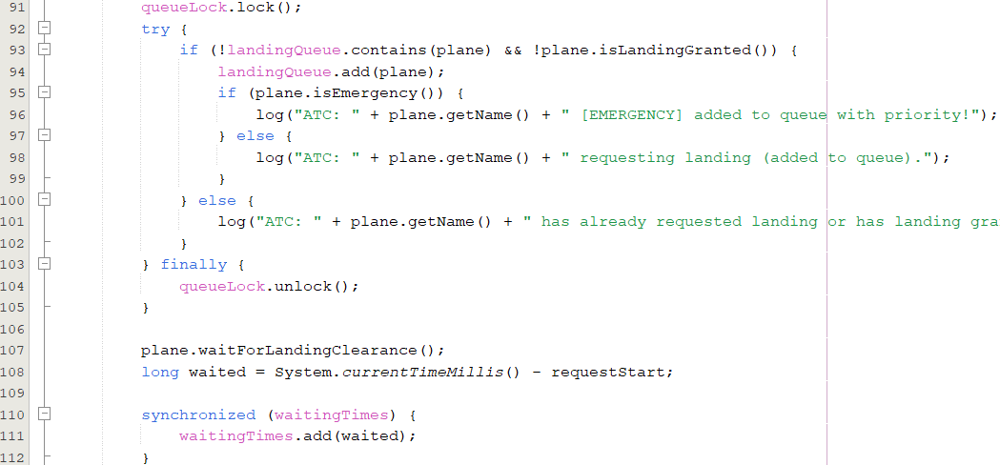 91 queueLock.lock();
92 try {
93 if (!landingQueue.contains(plane) && !plane.isLandingGranted()) {
94 landingQueue.add(plane);
95 if (plane.isEmergency()) {
96 log("ATC: " + plane.getName() + " [EMERGENCY] added to queue with priority!");
97 } else {
98 log("ATC: " + plane.getName() + " requesting landing (added to queue).");
99 }
100 } else {
101 log("ATC: " + plane.getName() + " has already requested landing or has landing gra
102 }
103 } finally {
104 queueLock.unlock();
105 }
106
107 plane.waitForLandingClearance();
108 long waited = System.currentTimeMillis() - requestStart;
109
110 synchronized (waitingTimes) {
111 waitingTimes.add(waited);
112 }